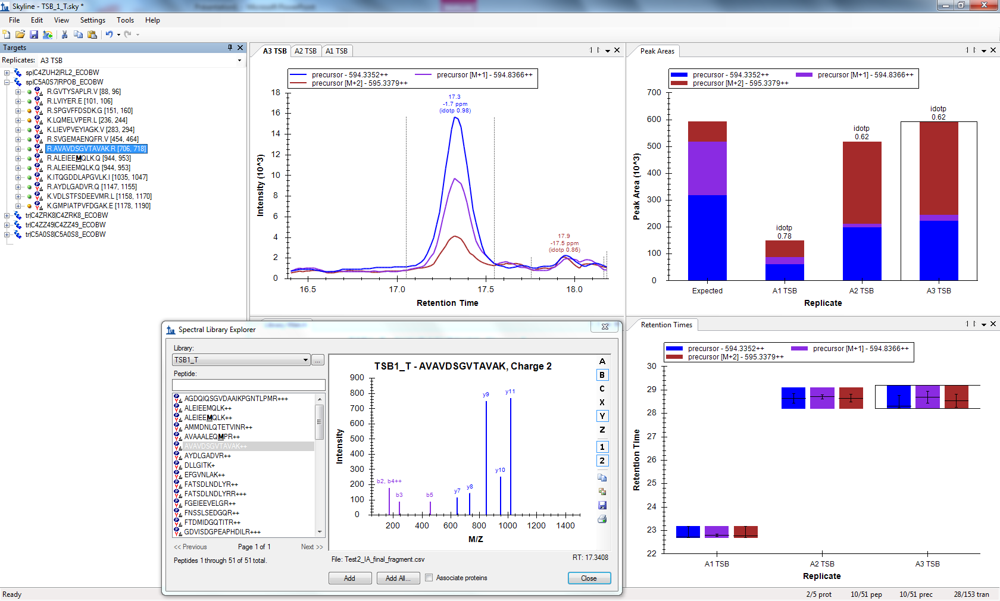 Skyline - TSB_1_T.sky *
File Edit View Settings Tools Help
Targets
Replicates: A3 TSB
sp|C4ZUH2|RL2_ECOBW
sp|C5A0S7|RPOB_ECOBW
R.GVTYSAPLR.V [88, 96]
R.LVIYER.E [101, 106]
R.SPGVFFDSDK.G [151, 160]
K.LQMELVPER.L [236, 244]
K.LIEVPVEYIAGK.V [283, 294]
R.SVGEMAENQFR.V [454, 464]
R.AVAVDSGVTAVAK.R [706, 718]
R.ALEIEEMQLK.Q [944, 953]
R.ALEIEEMQLK.Q [944, 953]
K.ITQGDDLAPGVLK.I [1035, 1047]
R.AYDLGADVR.Q [1147, 1155]
K.VDLSTFSDEEVMR.L [1158, 1170]
K.GMPIATPVFDGAK.E [1178, 1190]
tr|C4ZRK8|C4ZRK8_ECOBW
tr|C4ZZ49|C4ZZ49_ECOBW
tr|C5A0S8|C5A0S8_ECOBW
A3 TSB A2 TSB A1 TSB
precursor - 594.3352++ precursor [M+1] - 594.8366++
precursor [M+2] - 595.3379++
18
16
14
12
10
8
6
4
2
0
Intensity (10^3)
17.3
-1.7 ppm
(idotp 0.98)
17.9
-17.5 ppm
(idotp 0.86)
16.5 17.0 17.5 18.0
Retention Time
Peak Areas
precursor - 594.3352++ precursor [M+1] - 594.8366++
precursor [M+2] - 595.3379++
700
600
500
400
300
200
100
0
Peak Area (10^3)
idotp
0.78
idotp
0.62
idotp
0.62
Expected A1 TSB A2 TSB A3 TSB
Replicate
Retention Times
precursor - 594.3352++ precursor [M+1] - 594.8366++
precursor [M+2] - 595.3379++
30
29
28
27
26
25
24
23
22
Retention Time
A1 TSB A2 TSB A3 TSB
Replicate
Spectral Library Explorer
Library:
TSB1_T
...
Peptide:
AGDQIQSGVDAAIKPGNTLPMR+++
ALEIEEMQLK++
ALEIEEMQLK++
AMMDNLQTETVINR++
AVAAALEQMPR++
AVAVDSGVTAVAK++
AYDLGADVR++
DLLGITK+
EFGVNLAK++
FATSDLNDLYR++
FATSDLNDLYRR+++
FGEIEEVELGR++
FNSSLSEDGQR++
FTDMIDGQTITR++
GDVISDGPEAPHDILR+++
<< Previous Page 1 of 1 Next >>
Peptides 1 through 51 of 51 total.
TSB1_T - AVAVDSGVTAVAK, Charge 2
900
800
700
600
500
400
300
200
100
0
Intensity
b2, b4++
b3
b5
y7
y8
y9
y10
y11
200 400 600 800 1000 1200 1400
M/Z
A
B
C
X
Y
Z
1
2
File: Test2_IA_final_fragment.csv
RT: 17.3408
Add Add All... Associate proteins Close
Ready
2/5 prot 10/51 pep 10/51 prec 28/153 tran